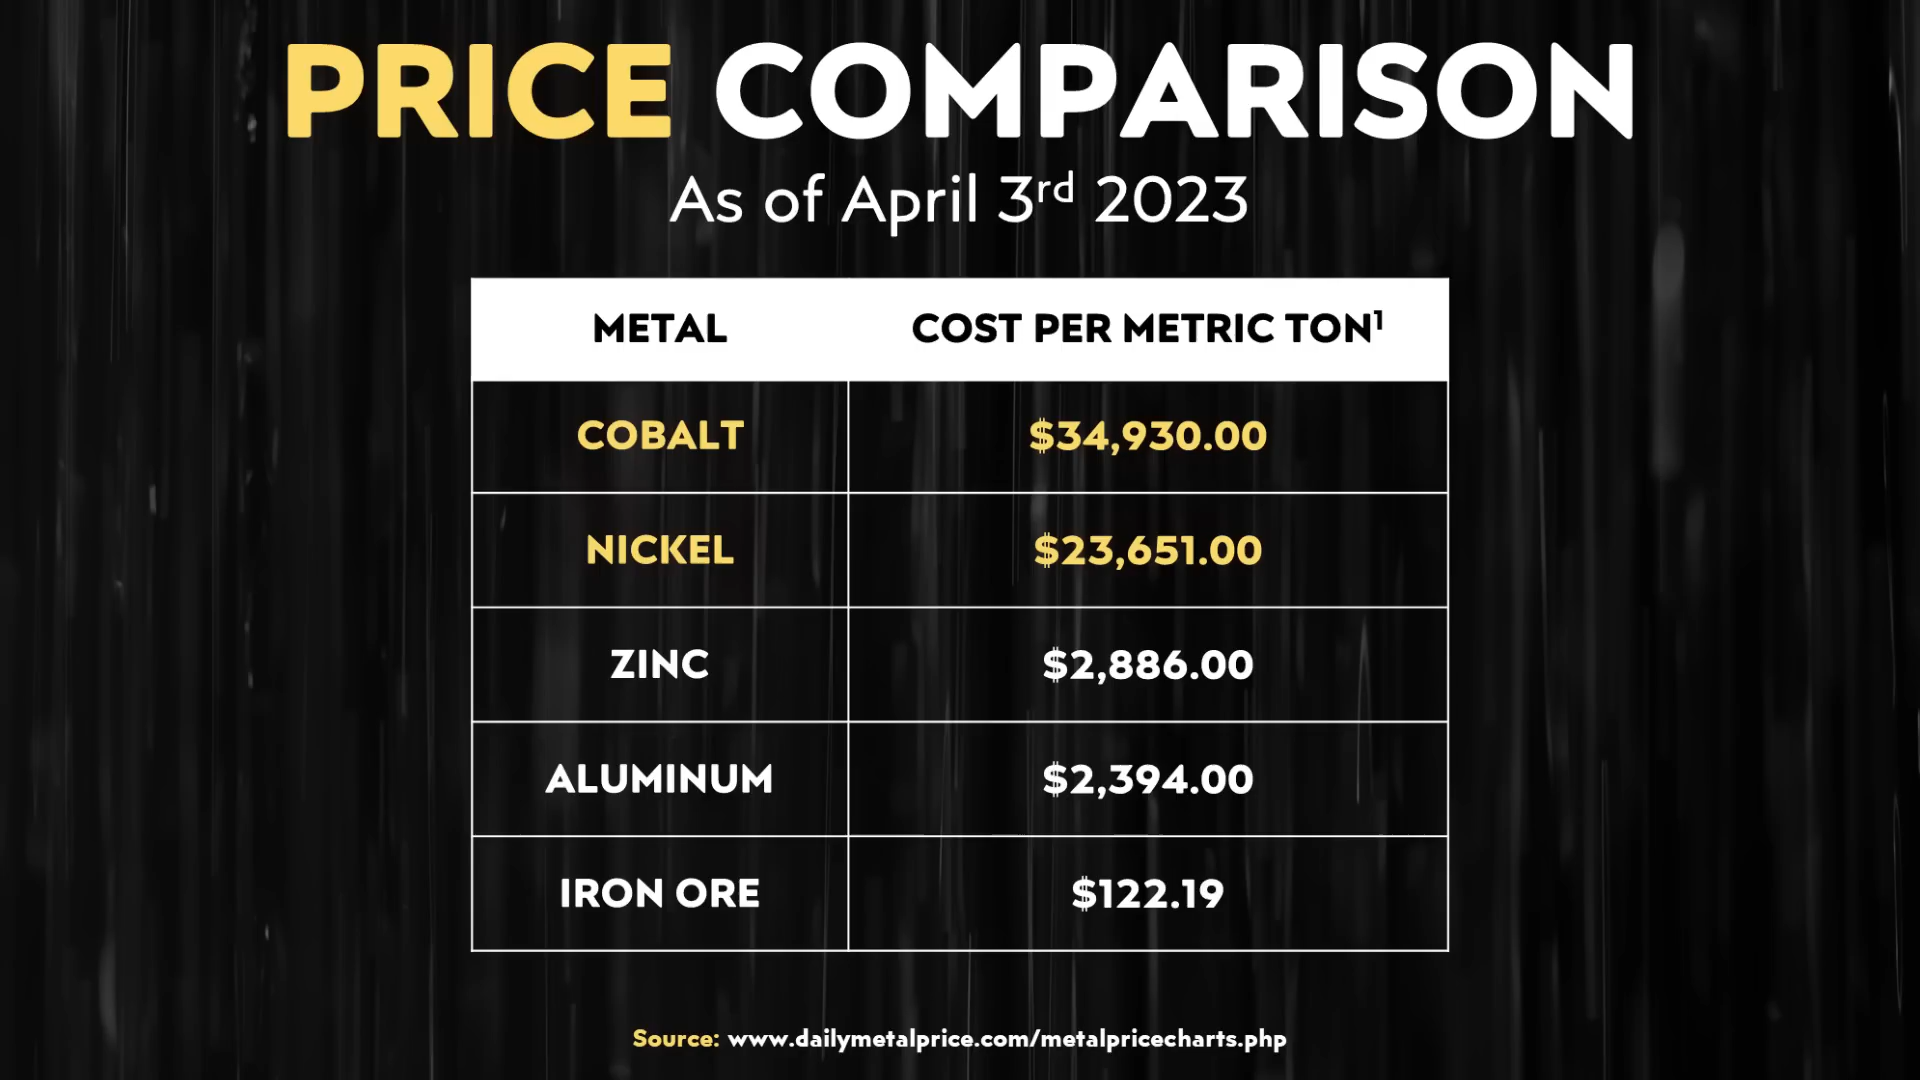 PRICE COMPARISON
As of April 3rd 2023
METAL COST PER METRIC TON1
COBALT $34,930.00
NICKEL $23,651.00
ZINC $2,886.00
ALUMINUM $2,394.00
IRON ORE $122.19
Source: www.dailymetalprice.com/metalpricecharts.php